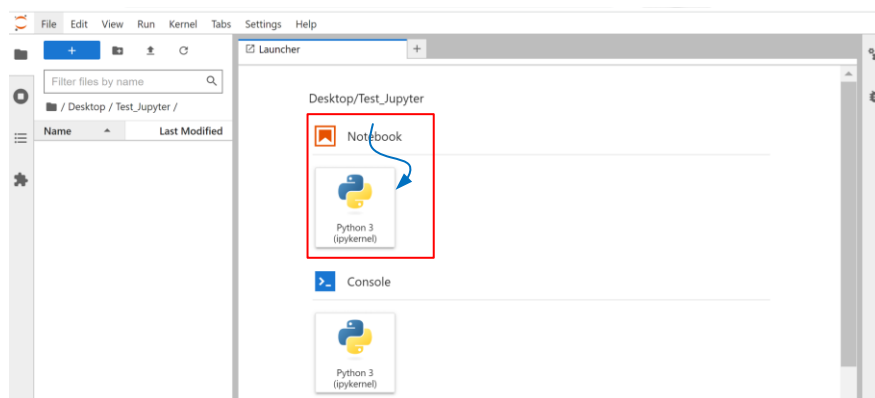 File Edit View Run Kernel Tabs Settings Help
+
Launcher
+
Filter files by name
/ Desktop / Test_Jupyter /
Name Last Modified
Desktop/Test_Jupyter
Notebook
Python 3
(ipykernel)
Console
Python 3
(ipykernel)